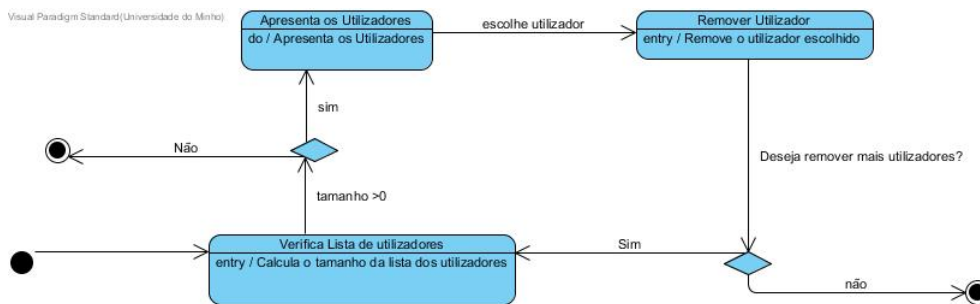 Visual Paradigm Standard(Universidade do Minho)
Apresenta os Utilizadores
do / Apresenta os Utilizadores
escolhe utilizador
Remover Utilizador
entry / Remove o utilizador escolhido
sim
Não
Deseja remover mais utilizadores?
tamanho >0
Verifica Lista de utilizadores
entry / Calcula o tamanho da lista dos utilizadores
Sim
não